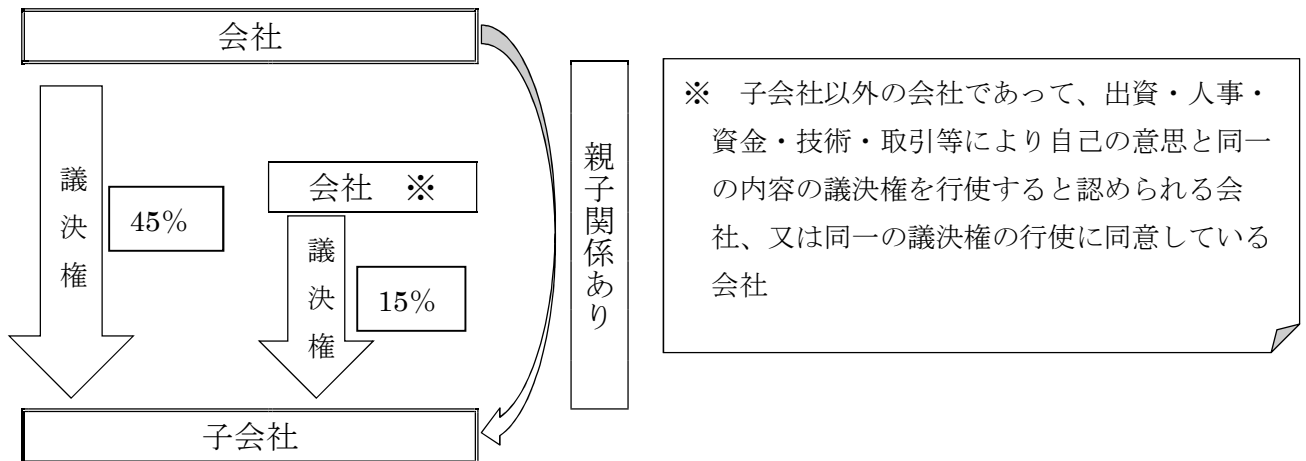 会社
議決権
45%
会社 ※
議決権
15%
親子関係あり
子会社
※ 子会社以外の会社であって、出資・人事・
資金・技術・取引等により自己の意思と同一
の内容の議決権を行使すると認められる会
社、又は同一の議決権の行使に同意している
会社